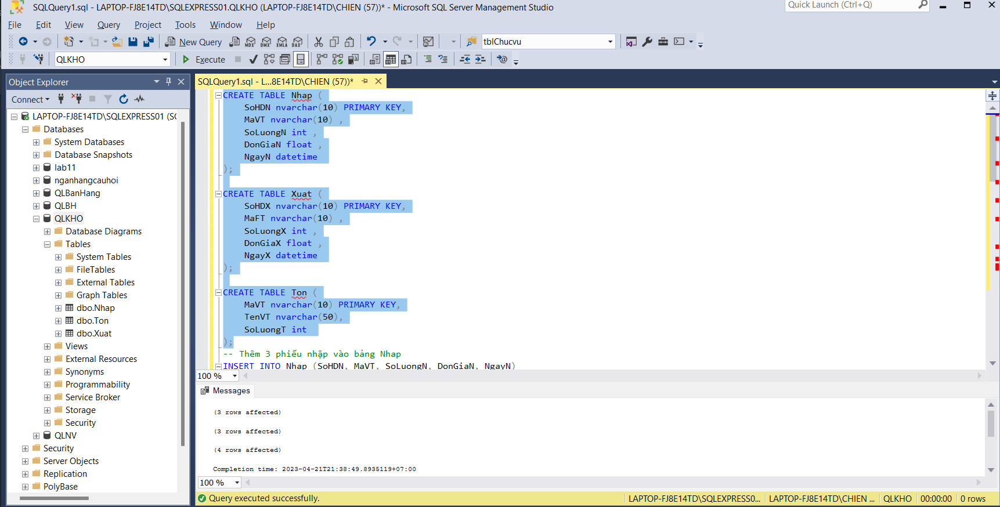 SQLQuery1.sql - LAPTOP-FJ8E14TD\SQLEXPRESS01.QLKHO (LAPTOP-FJ8E14TD\CHIEN (57))* - Microsoft SQL Server Management Studio
Quick Launch (Ctrl+Q)
File Edit View Query Project Tools Window Help
New Query MDX DMX XMLA DAX tblChucvu
QLKHO Execute
Object Explorer
Connect
LAPTOP-FJ8E14TD\SQLEXPRESS01 (S
Databases
System Databases
Database Snapshots
lab11
nganhangcauhoi
QLBanHang
QLBH
QLKHO
Database Diagrams
Tables
System Tables
FileTables
External Tables
Graph Tables
dbo.Nhap
dbo.Ton
dbo.Xuat
Views
External Resources
Synonyms
Programmability
Service Broker
Storage
Security
QLNV
Security
Server Objects
Replication
PolyBase
SQLQuery1.sql - L...8E14TD\CHIEN (57))*
CREATE TABLE Nhap (
SoHDN nvarchar(10) PRIMARY KEY,
MaVT nvarchar(10) ,
SoLuongN int ,
DonGiaN float ,
NgayN datetime
);
CREATE TABLE Xuat (
SoHDX nvarchar(10) PRIMARY KEY,
MaFT nvarchar(10) ,
SoLuongX int ,
DonGiaX float ,
NgayX datetime
);
CREATE TABLE Ton (
MaVT nvarchar(10) PRIMARY KEY,
TenVT nvarchar(50),
SoLuongT int
);
-- Thêm 3 phiếu nhập vào bảng Nhap
INSERT INTO Nhap (SoHDN, MaVT, SoLuongN, DonGiaN, NgayN)
100 %
Messages
(3 rows affected)
(3 rows affected)
(4 rows affected)
Completion time: 2023-04-21T21:38:49.8935119+07:00
100 %
Query executed successfully.
LAPTOP-FJ8E14TD\SQLEXPRESS0... LAPTOP-FJ8E14TD\CHIEN ... QLKHO 00:00:00 0 rows